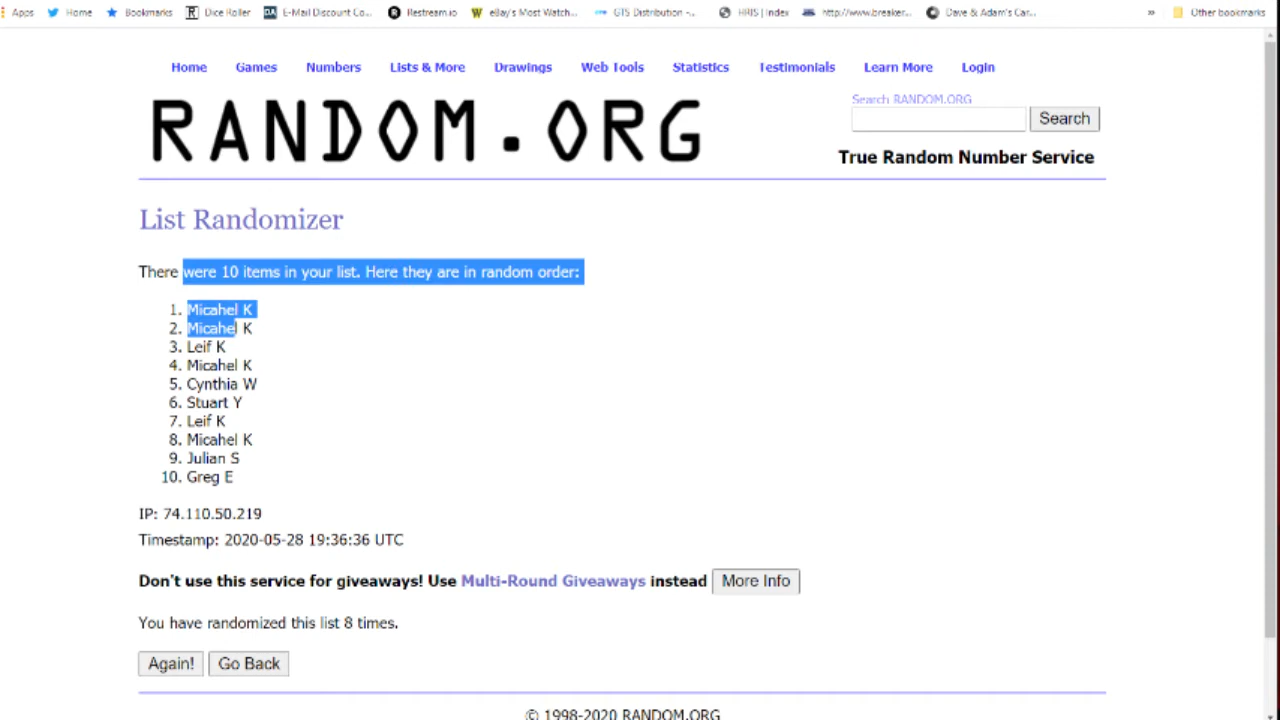 Apps Home Bookmarks Dice Roller E-Mail Discount Co... Restream.io eBay's Most Watch... GTS Distribution -... HRIS | Index http://www.breaker... Dave & Adam's Car... » Other bookmarks
Home Games Numbers Lists & More Drawings Web Tools Statistics Testimonials Learn More Login
RANDOM.ORG
Search RANDOM.ORG
Search
True Random Number Service
List Randomizer
There were 10 items in your list. Here they are in random order:
1. Micahel K
2. Micahel K
3. Leif K
4. Micahel K
5. Cynthia W
6. Stuart Y
7. Leif K
8. Micahel K
9. Julian S
10. Greg E
IP: 74.110.50.219
Timestamp: 2020-05-28 19:36:36 UTC
Don't use this service for giveaways! Use Multi-Round Giveaways instead More Info
You have randomized this list 8 times.
Again! Go Back
© 1998-2020 RANDOM.ORG